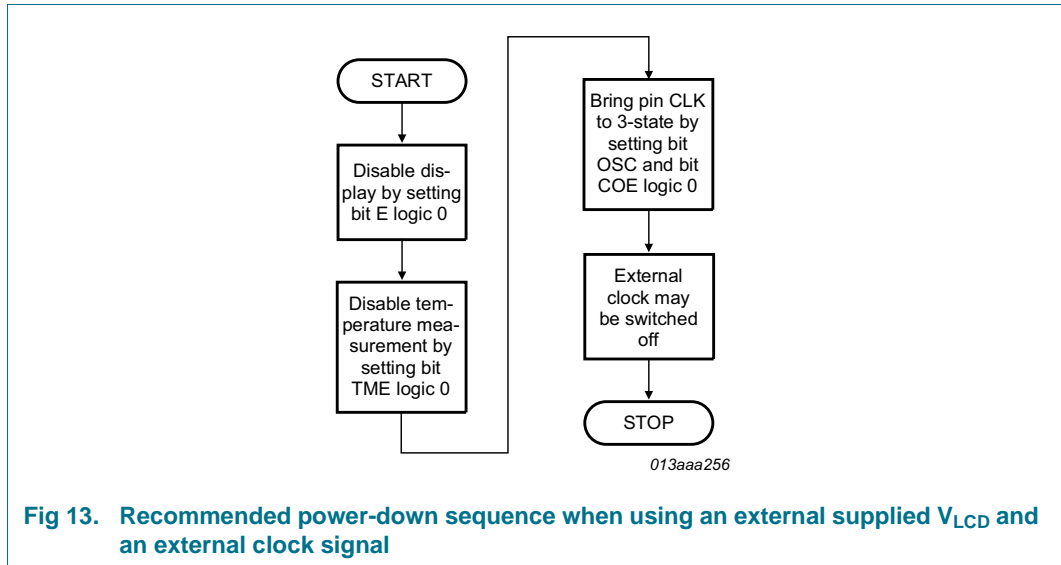 START
Disable dis-
play by setting
bit E logic 0
Disable tem-
perature mea-
surement by
setting bit
TME logic 0
Bring pin CLK
to 3-state by
setting bit
OSC and bit
COE logic 0
External
clock may
be switched
off
STOP
013aaa256
Fig 13. Recommended power-down sequence when using an external supplied VLCD and
an external clock signal